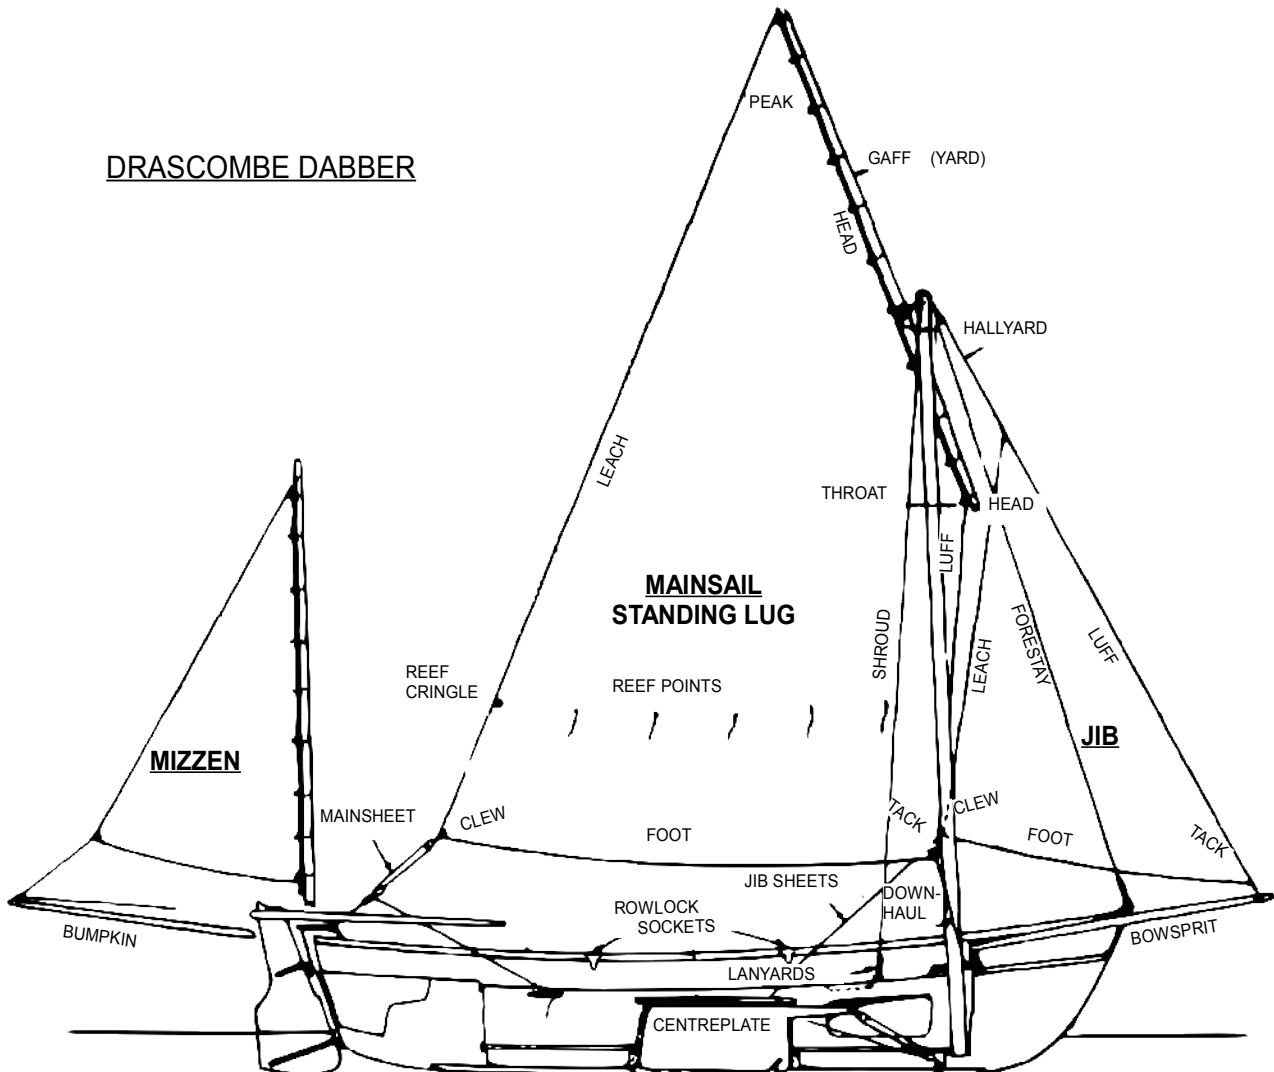 PEAK
DRASCOMBE DABBER
GAFF (YARD)
HEAD
HALLYARD
LEACH
THROAT
HEAD
LUFF
MAINSAIL
STANDING LUG
SHROUD
LEACH
FORESTAY
LUFF
REEF
CRINGLE
REEF POINTS
MIZZEN
JIB
MAINSHEET
CLEW
FOOT
TACK
CLEW
FOOT
TACK
JIB SHEETS
DOWN-
HAUL
ROWLOCK
SOCKETS
BUMPKIN
BOWSPRIT
LANYARDS
CENTREPLATE